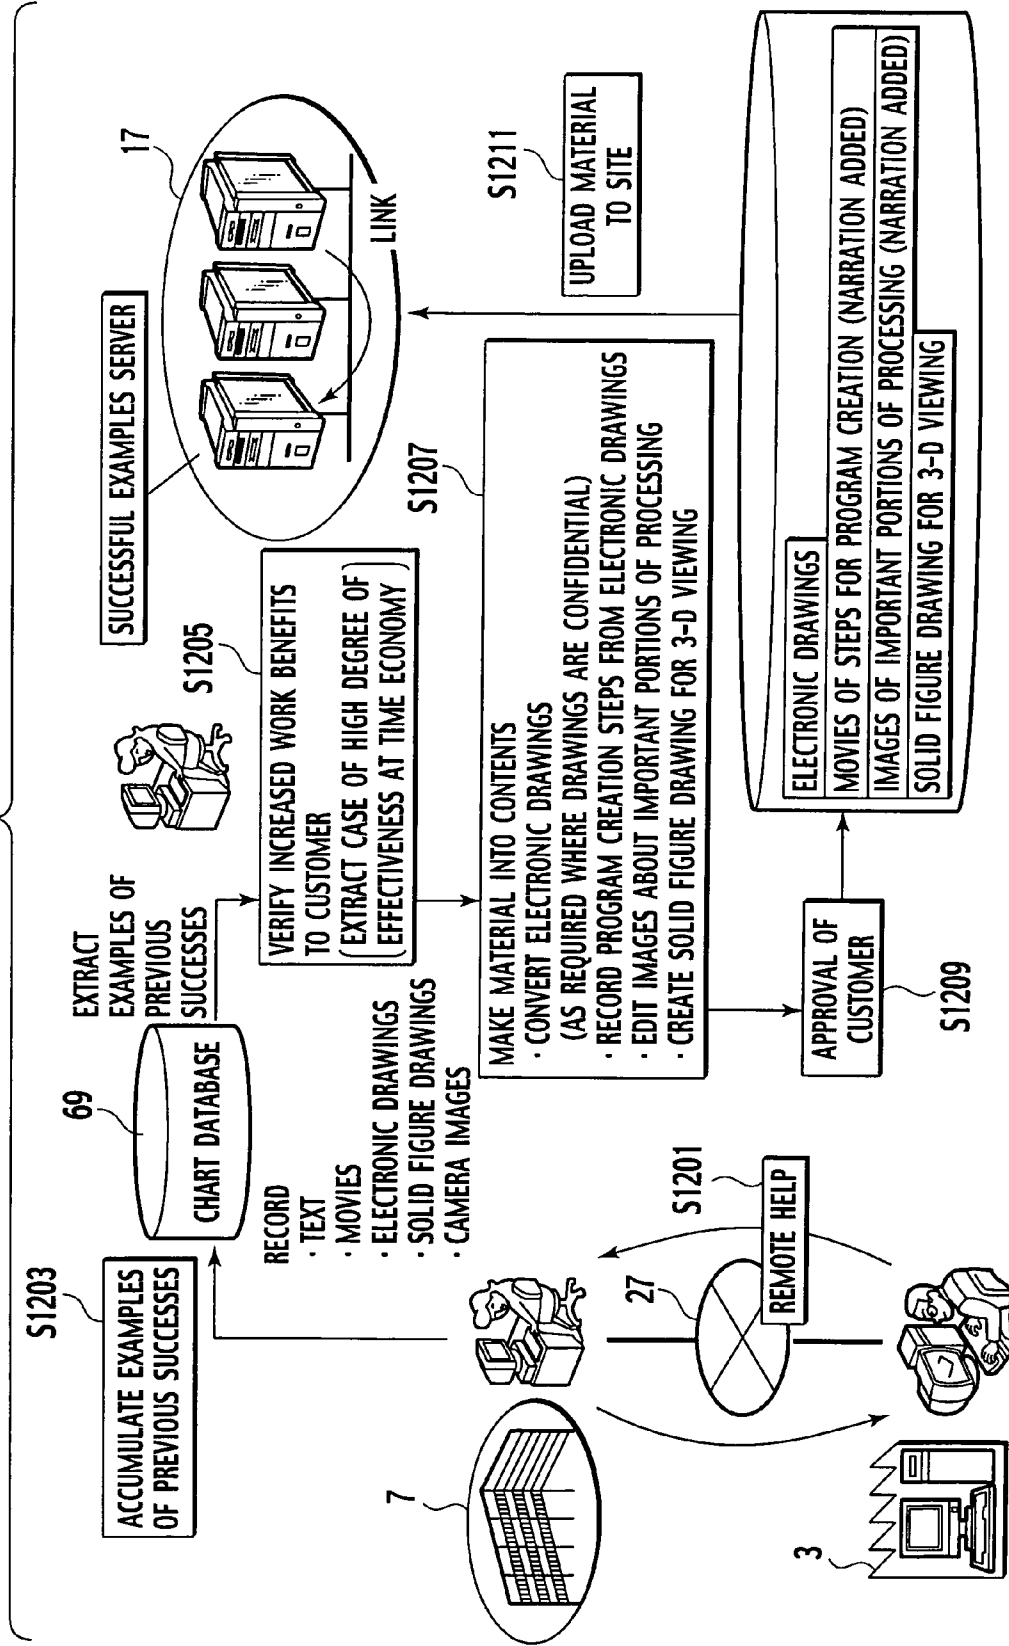 S1203
ACCUMULATE EXAMPLES
OF PREVIOUS SUCCESSES
69
CHART DATABASE
EXTRACT
EXAMPLES OF
PREVIOUS
SUCCESSES
RECORD
· TEXT
· MOVIES
· ELECTRONIC DRAWINGS
· SOLID FIGURE DRAWINGS
· CAMERA IMAGES
S1205
VERIFY INCREASED WORK BENEFITS
TO CUSTOMER
(EXTRACT CASE OF HIGH DEGREE OF
EFFECTIVENESS AT TIME ECONOMY)
SUCCESSFUL EXAMPLES SERVER
17
LINK
7
27
S1201
REMOTE HELP
3
S1207
MAKE MATERIAL INTO CONTENTS
· CONVERT ELECTRONIC DRAWINGS
(AS REQUIRED WHERE DRAWINGS ARE CONFIDENTIAL)
· RECORD PROGRAM CREATION STEPS FROM ELECTRONIC DRAWINGS
· EDIT IMAGES ABOUT IMPORTANT PORTIONS OF PROCESSING
· CREATE SOLID FIGURE DRAWING FOR 3-D VIEWING
S1211
UPLOAD MATERIAL
TO SITE
APPROVAL OF
CUSTOMER
S1209
ELECTRONIC DRAWINGS
MOVIES OF STEPS FOR PROGRAM CREATION (NARRATION ADDED)
IMAGES OF IMPORTANT PORTIONS OF PROCESSING (NARRATION ADDED)
SOLID FIGURE DRAWING FOR 3-D VIEWING